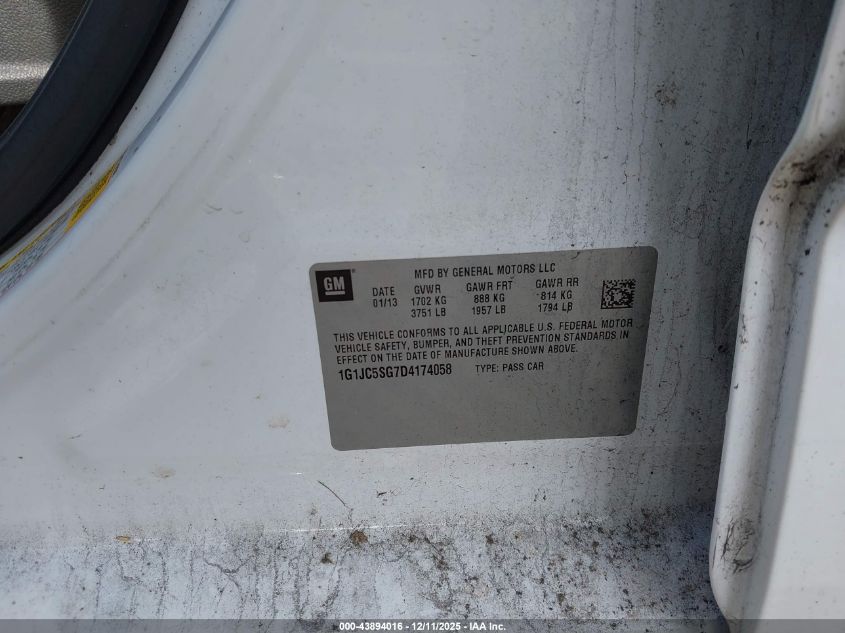 GM
MFD BY GENERAL MOTORS LLC
DATE GVWR GAWR FRT GAWR RR
01/13 1702 KG 888 KG 814 KG
3751 LB 1957 LB 1794 LB
THIS VEHICLE CONFORMS TO ALL APPLICABLE U.S. FEDERAL MOTOR
VEHICLE SAFETY, BUMPER, AND THEFT PREVENTION STANDARDS IN
EFFECT ON THE DATE OF MANUFACTURE SHOWN ABOVE.
1G1JC5SG7D4174058 TYPE: PASS CAR
000-43894016 - 12/11/2025 - IAA Inc.